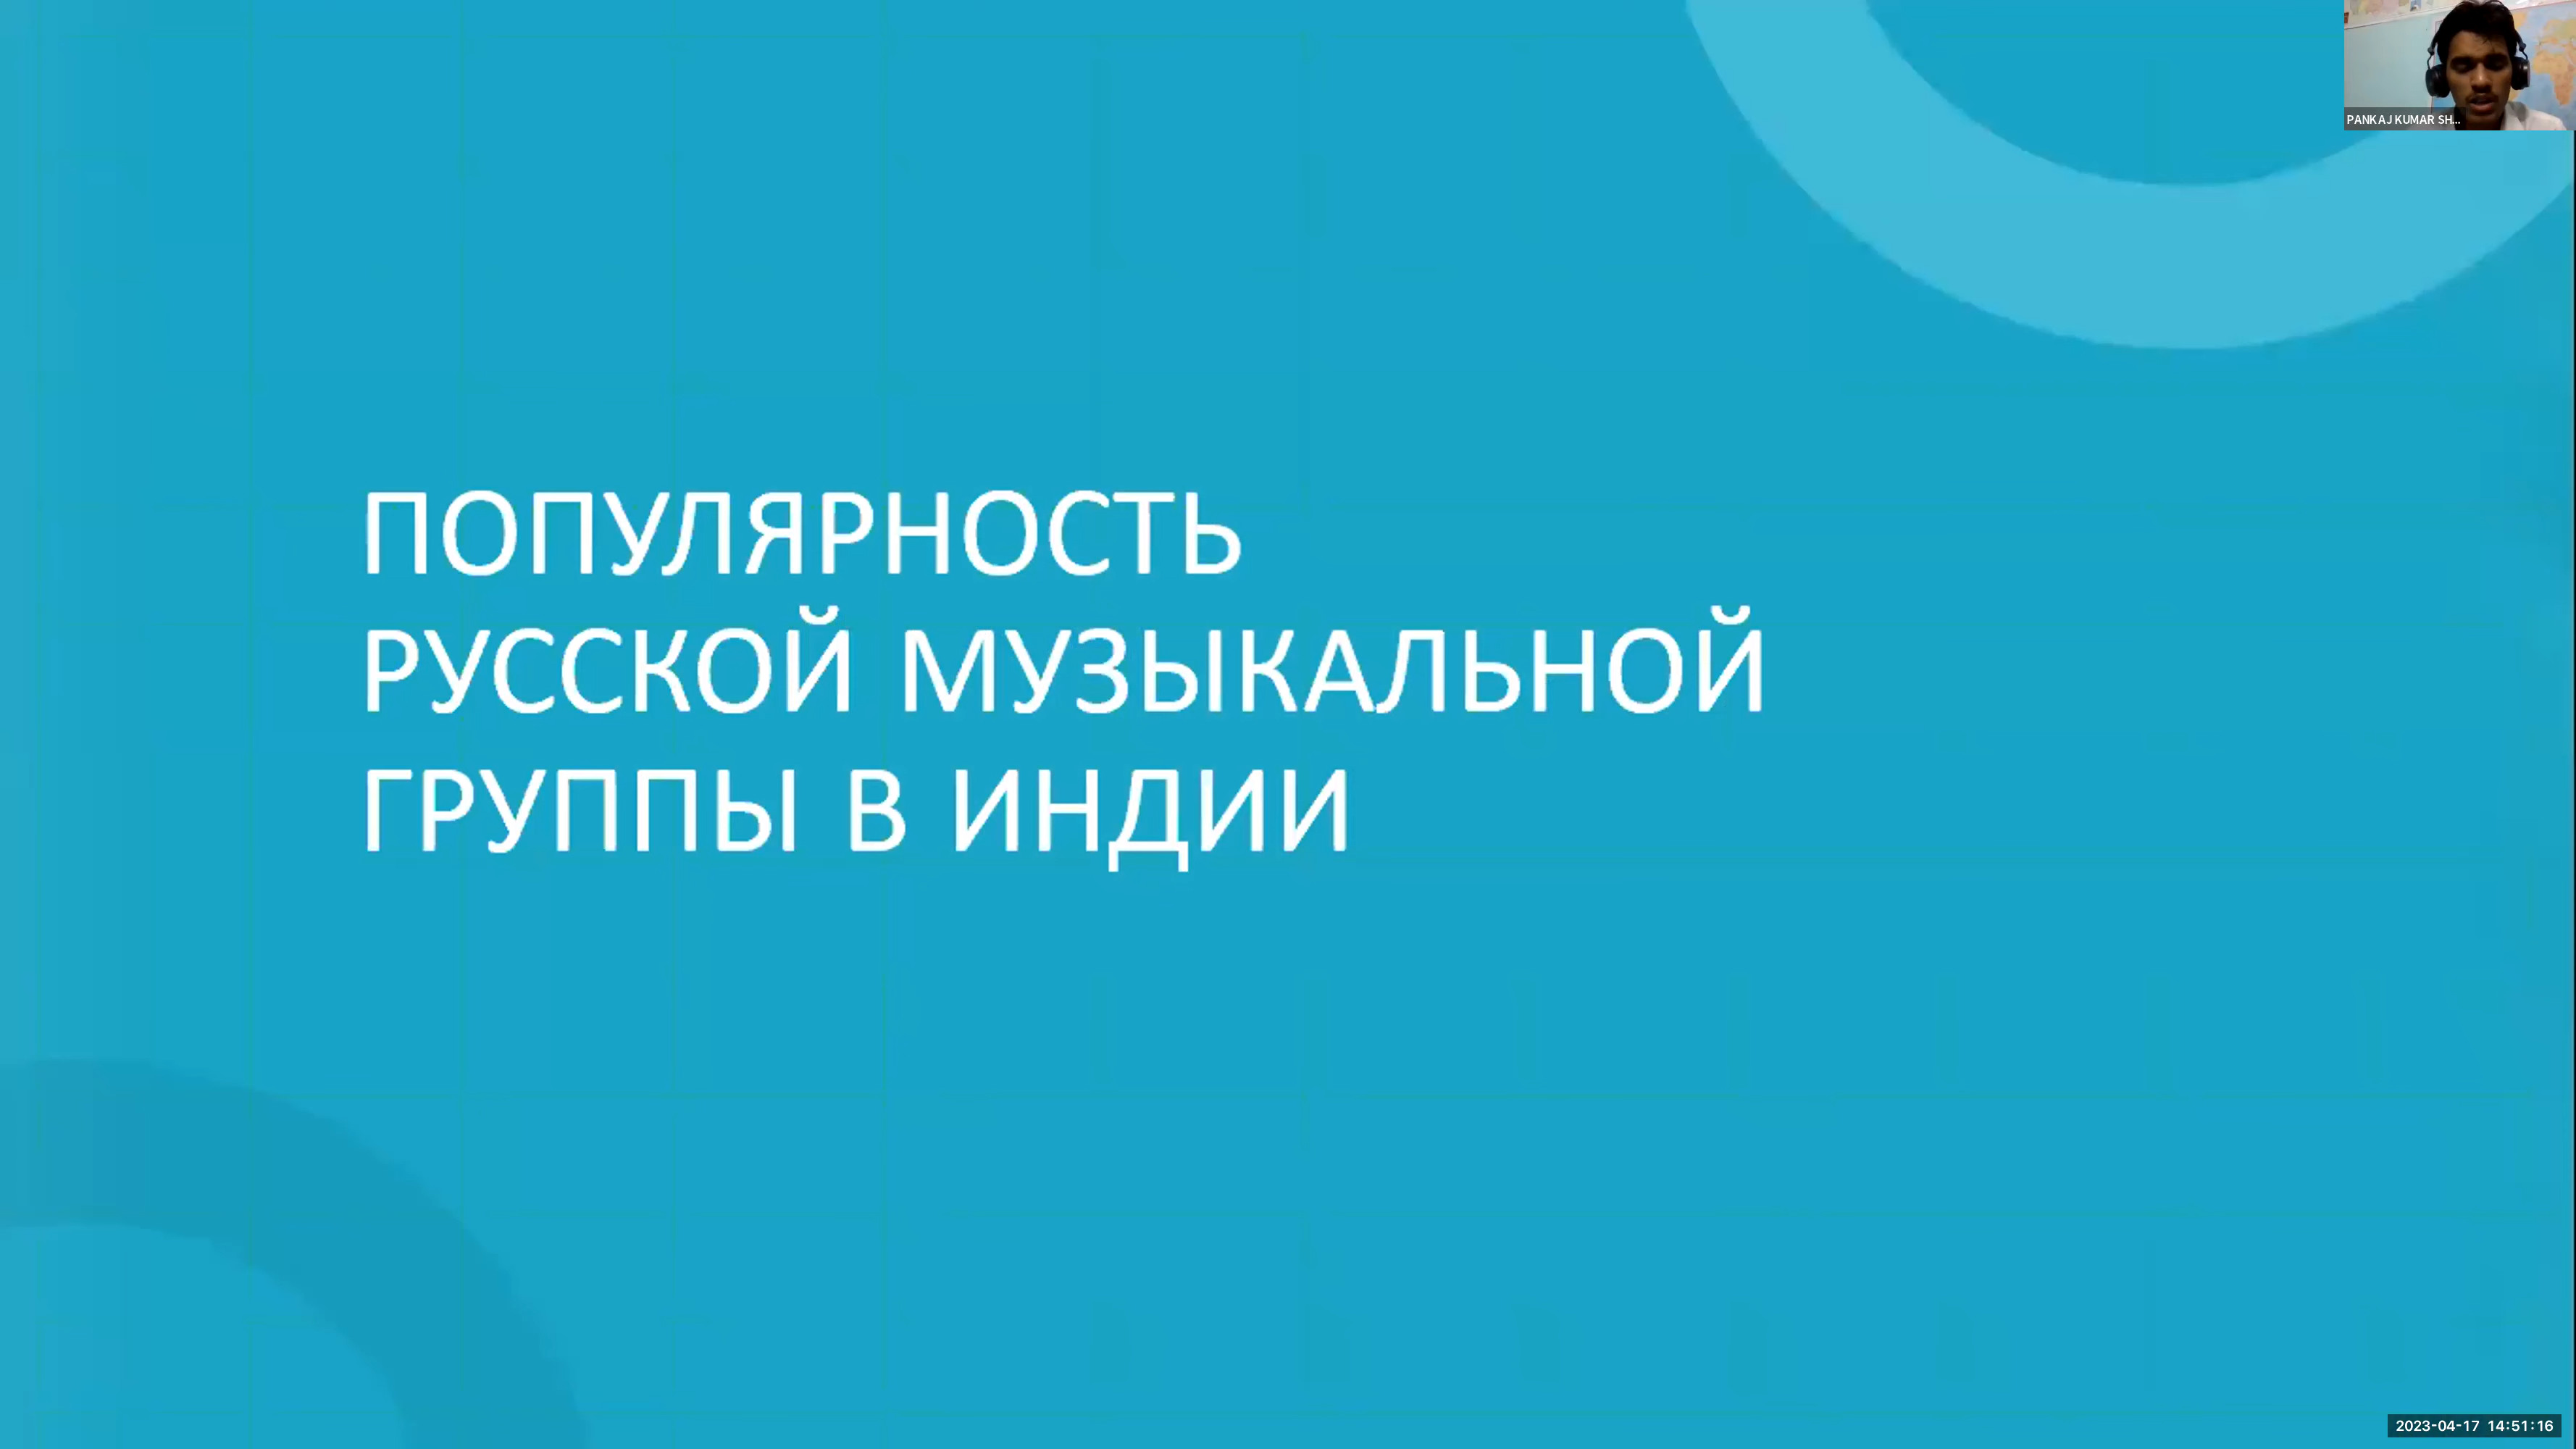 PANKAJ KUMAR SH...
ПОПУЛЯРНОСТЬ
РУССКОЙ МУЗЫКАЛЬНОЙ
ГРУППЫ В ИНДИИ
2023-04-17 14:51:16